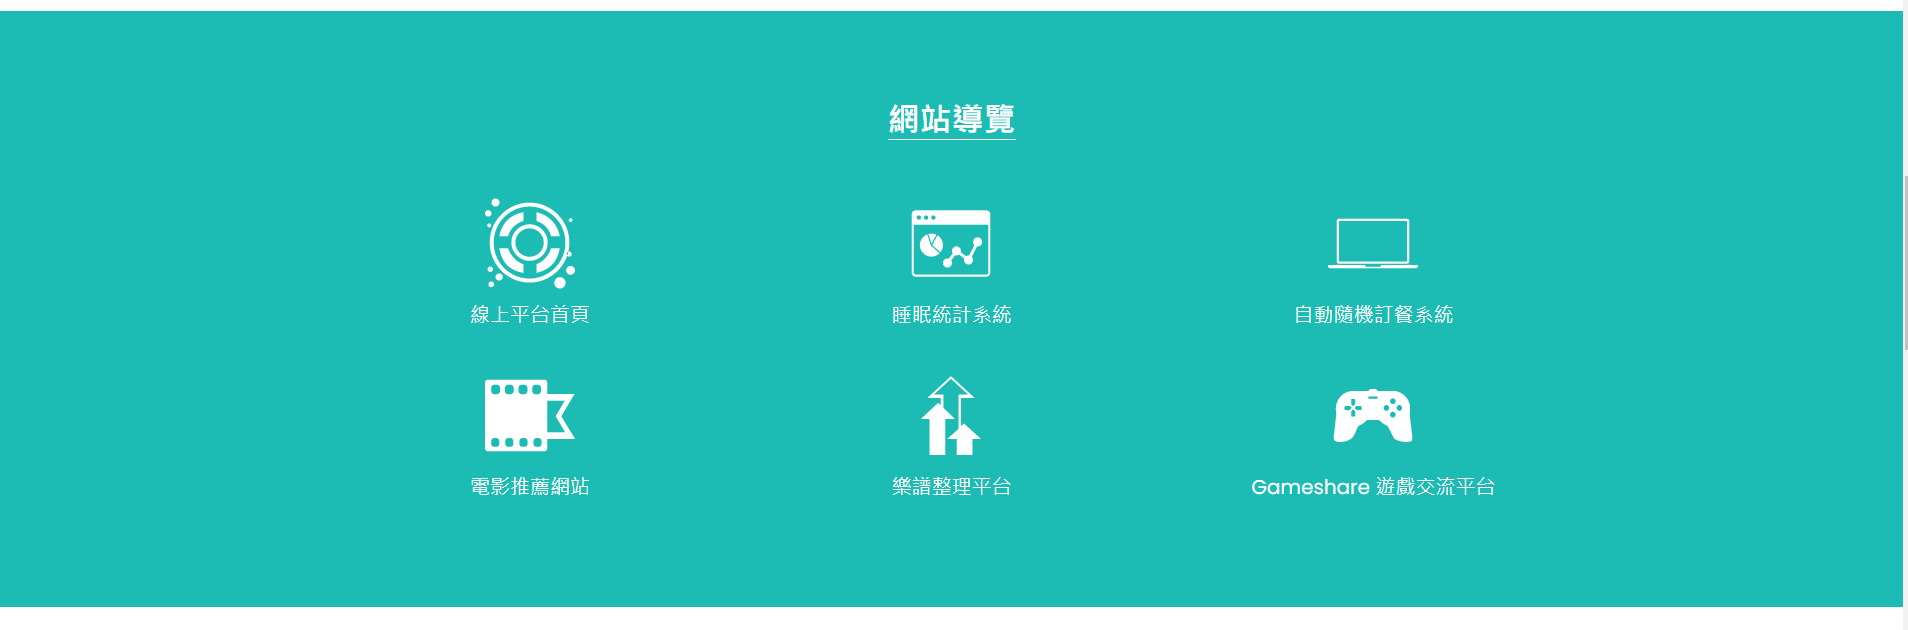 網站導覽
線上平台首頁
睡眠統計系統
自動隨機訂餐系統
電影推薦網站
樂譜整理平台
Gameshare 遊戲交流平台